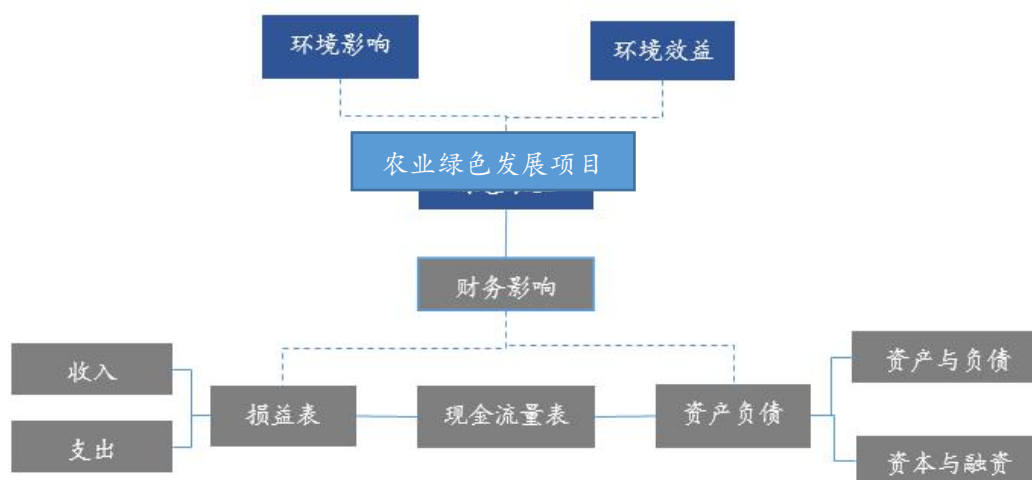 环境影响
环境效益
农业绿色发展项目
财务影响
收入
支出
损益表
现金流量表
资产负债
资产与负债
资本与融资